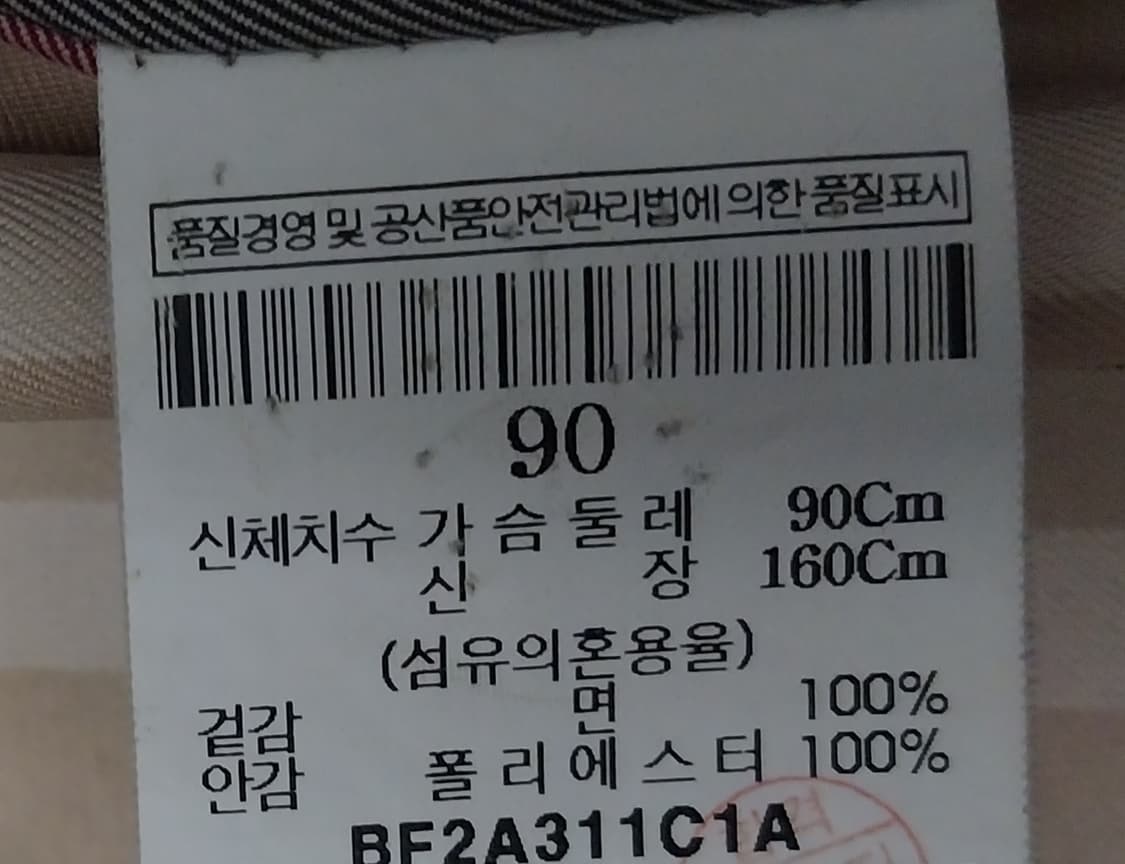 품질경영 및 공산품안전관리법에 의한 품질표시
90
신체치수 가 슴 둘 레 90Cm
신 장 160Cm
(섬유의혼용율)
겉감 면 100%
안감 폴 리 에 스 터 100%
BF2A311C1A